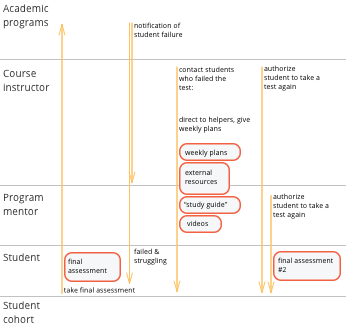 Academic
programs
notification of
student failure
Course
instructor
contact students
who failed the
test:
authorize
student to take a
test again
direct to helpers, give
weekly plans
weekly plans
external
resources
Program
mentor
"study guide"
videos
authorize
student to take a
test again
Student
final
assessment
failed &
struggling
final assessment
#2
take final assessment
Student
cohort